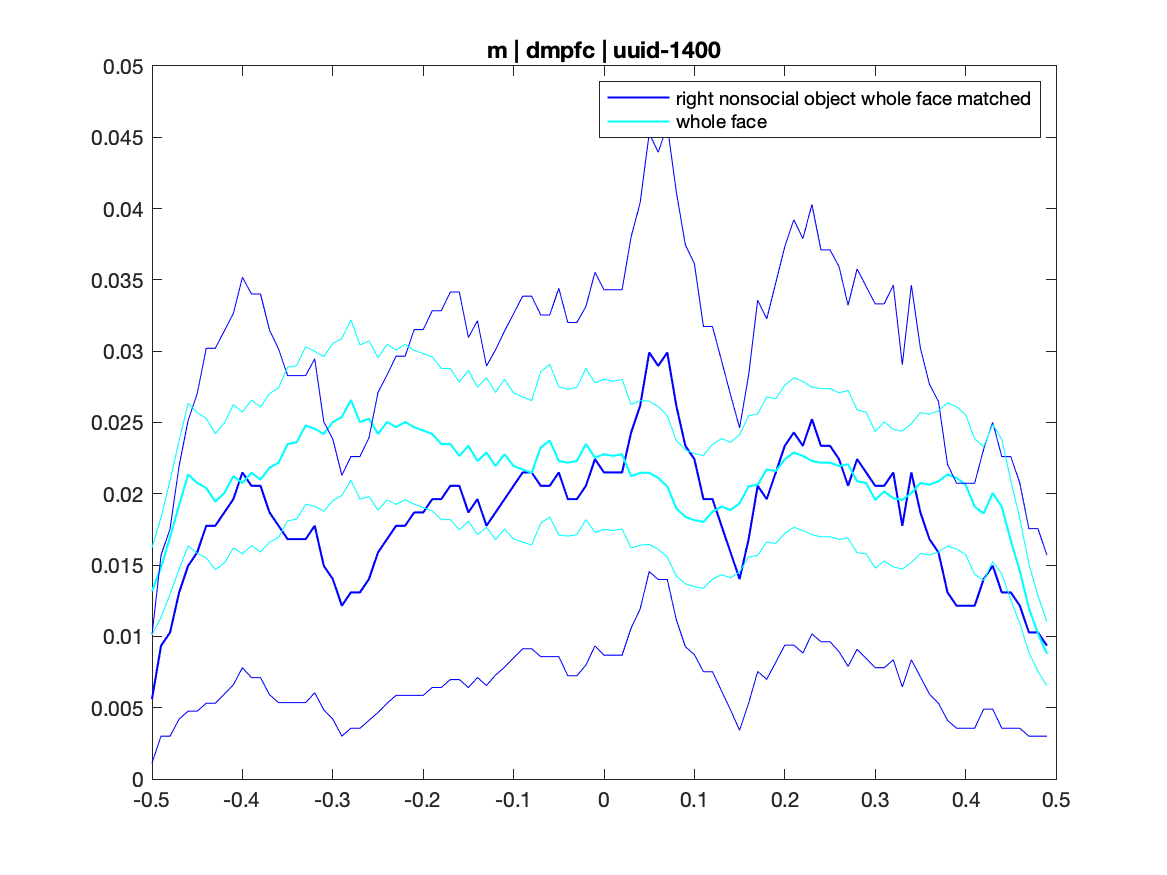 m | dmpfc | uuid-1400
0.05
right nonsocial object whole face matched
whole face
0.045
0.04
0.035
0.03
0.025
0.02
0.015
0.01
0.005
0
-0.5 -0.4 -0.3 -0.2 -0.1 0 0.1 0.2 0.3 0.4 0.5